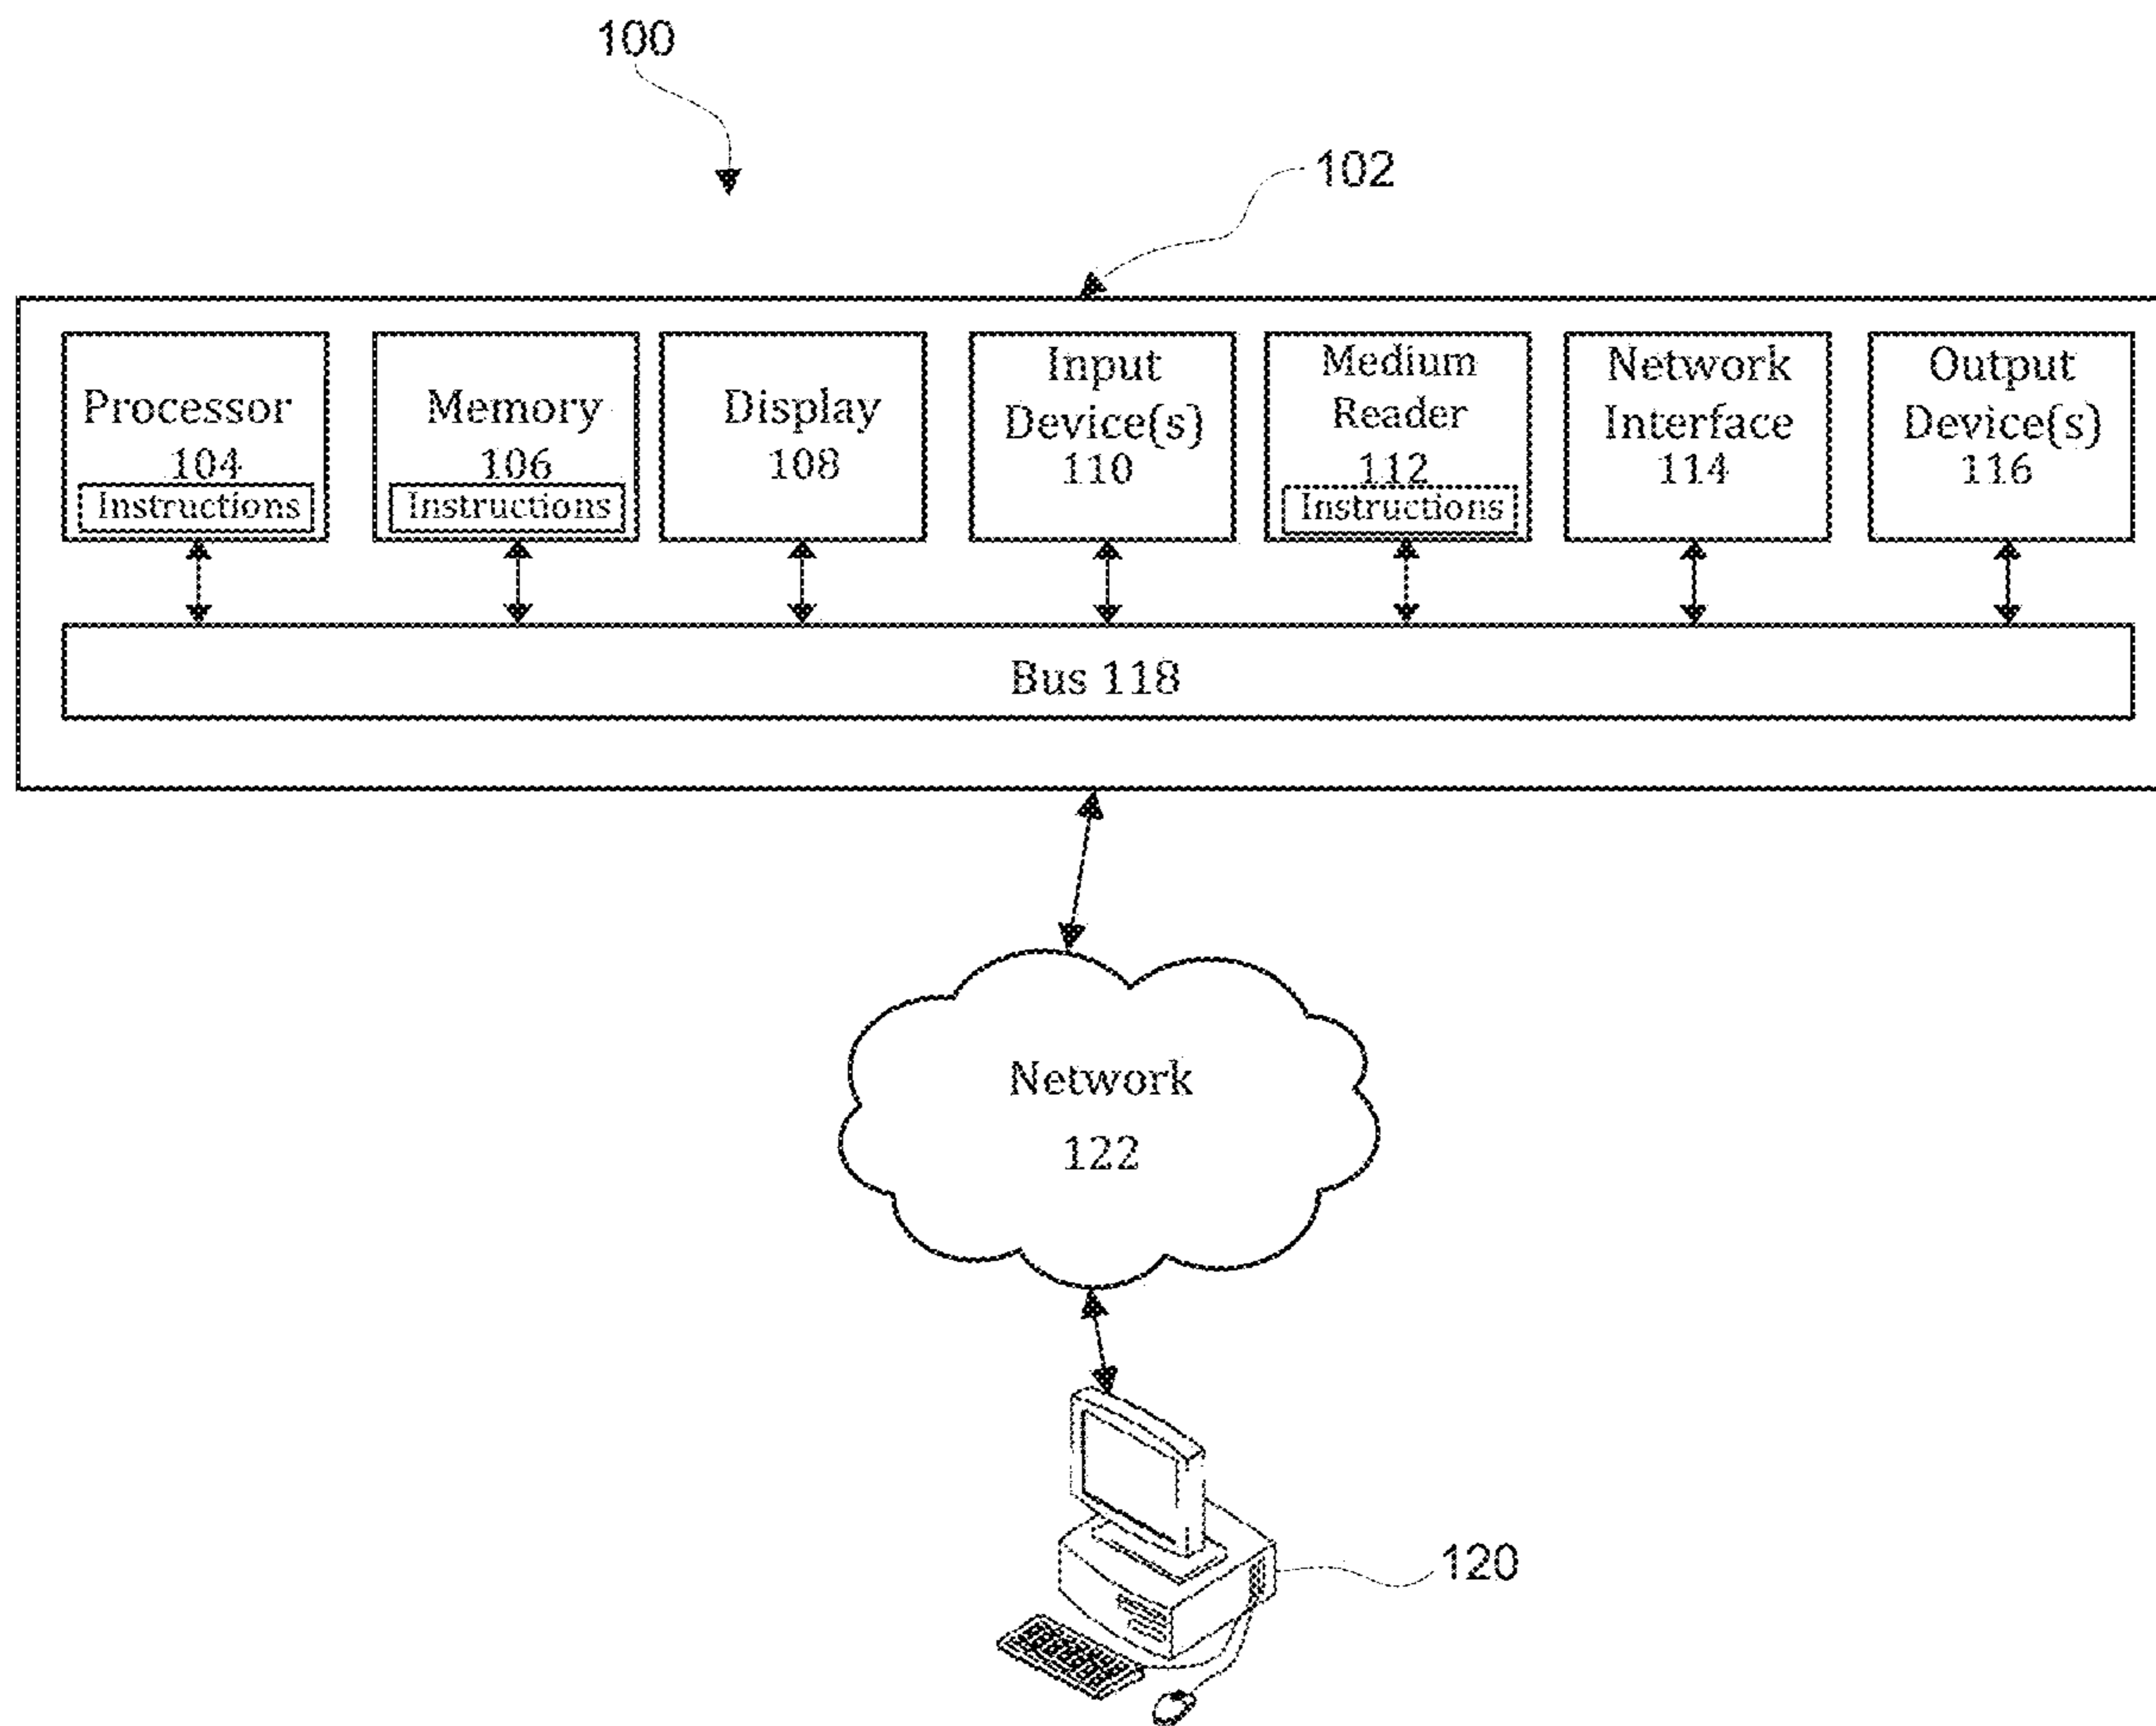 100
102
Processor
104
Instructions
Memory
106
Instructions
Display
108
Input
Device(s)
110
Medium
Reader
112
Instructions
Network
Interface
114
Output
Device(s)
116
Bus 118
Network
122
120